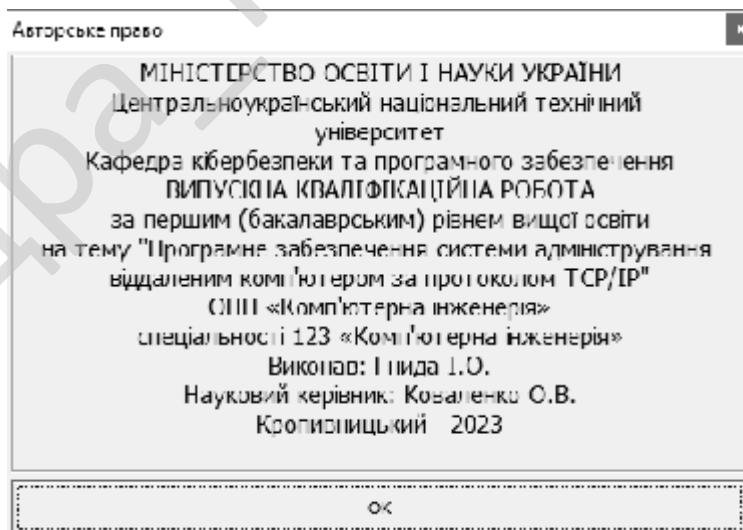 Авторське право
МІНІСТЕРСТВО ОСВІТИ І НАУКИ УКРАЇНИ
Центральноукраїнський національний технічний
університет
Кафедра кібербезпеки та програмного забезпечення
ВИПУСКНА КВАЛІФІКАЦІЙНА РОБОТА
за першим (бакалаврським) рівнем вищої освіти
на тему "Програмне забезпечення системи адміністрування
віддаленим комп'ютером за протоколом TCP/IP"
ОПП «Комп'ютерна інженерія»
спеціальності 123 «Комп'ютерна інженерія»
Виконав: І.О.
Науковий керівник: Коваленко О.В.
Кропивницький 2023
ОК